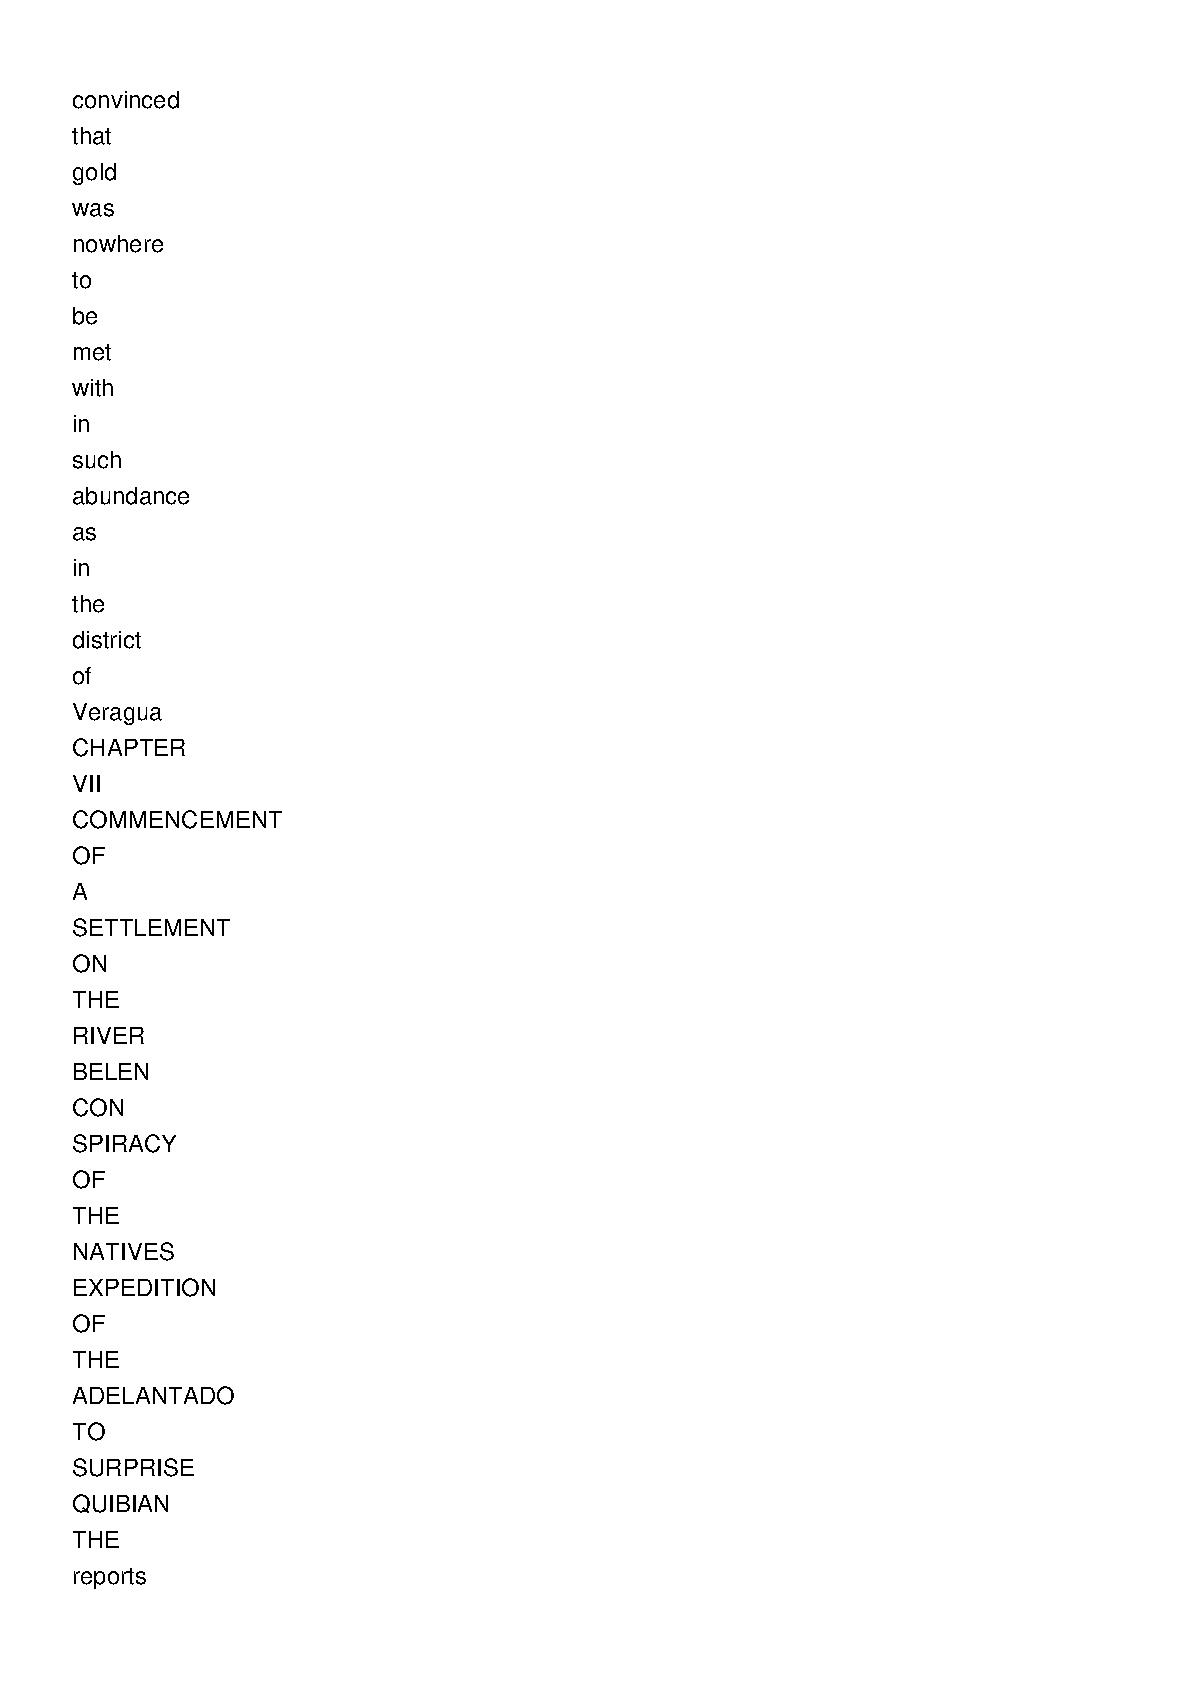 convinced
that
gold
was
nowhere
to
be
met
with
in
such
abundance
as
in
the
district
of
Veragua
CHAPTER
VII
COMMENCEMENT
OF
A
SETTLEMENT
ON
THE
RIVER
BELEN
CON
SPIRACY
OF
THE
NATIVES
EXPEDITION
OF
THE
ADELANTADO
TO
SURPRISE
QUIBIAN
THE
reports